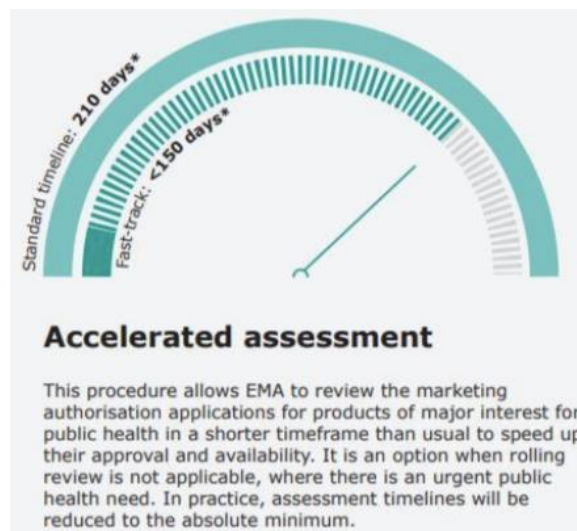 Standard timeline: 210 days*
Fast-track: <150 days*
Accelerated assessment
This procedure allows EMA to review the marketing
authorisation applications for products of major interest for
public health in a shorter timeframe than usual to speed up
their approval and availability. It is an option when rolling
review is not applicable, where there is an urgent public
health need. In practice, assessment timelines will be
reduced to the absolute minimum.